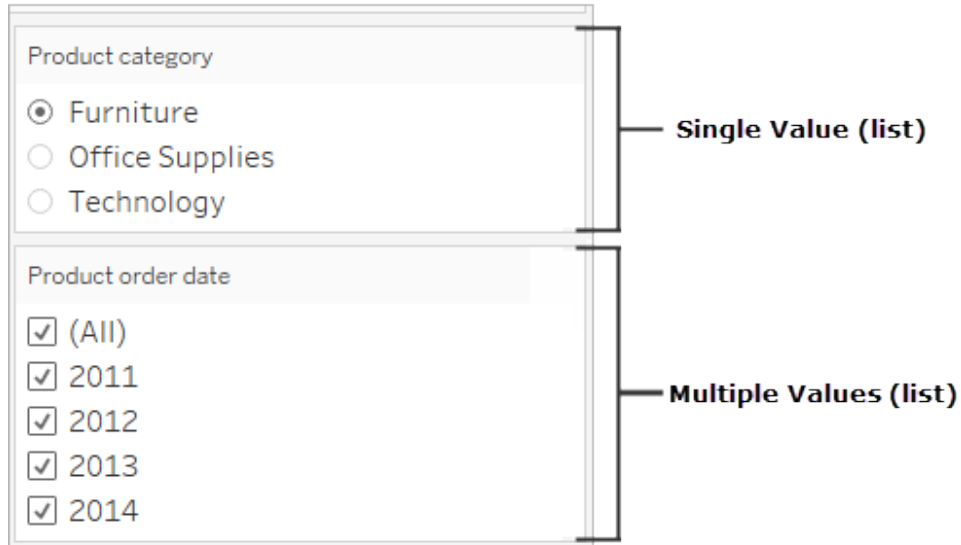 Product category
Furniture
Office Supplies
Technology
Single Value (list)
Product order date
(All)
2011
2012
2013
2014
Multiple Values (list)